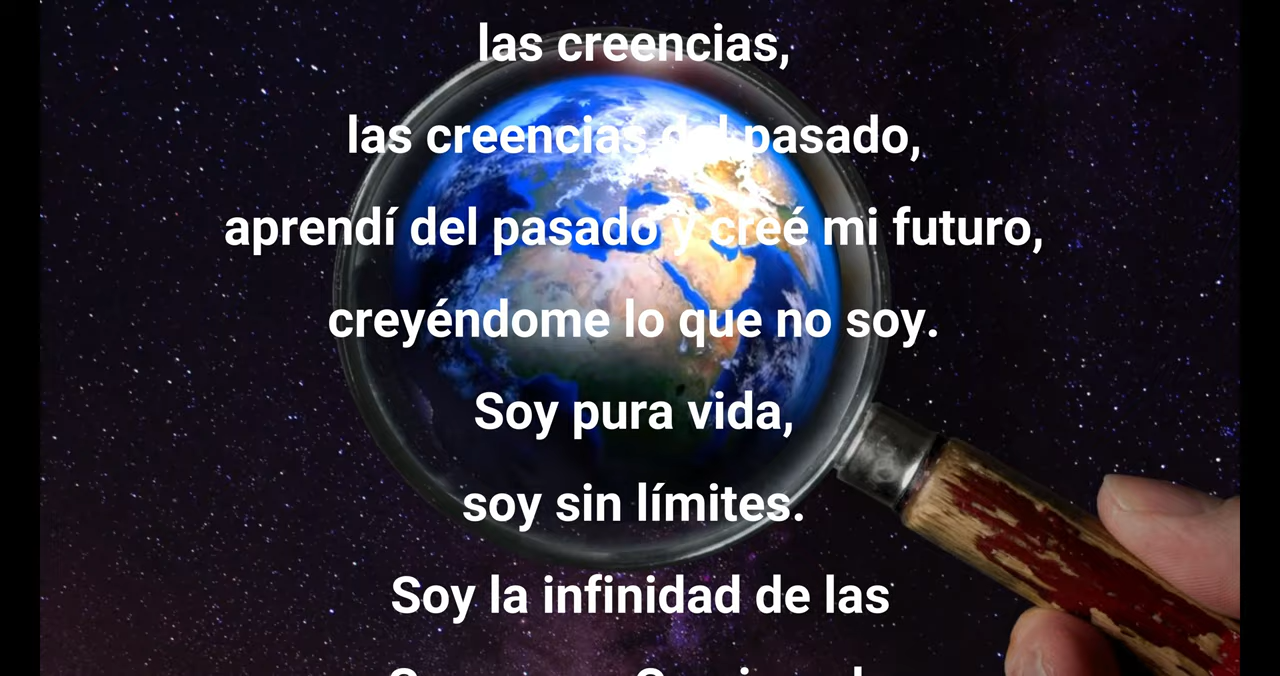 las creencias,
las creencias del pasado,
aprendí del pasado y creé mi futuro,
creyéndome lo que no soy.
Soy pura vida,
soy sin límites.
Soy la infinidad de las